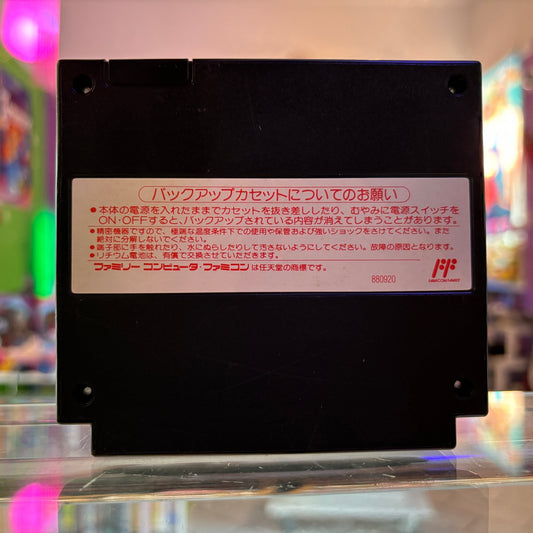 バックアップカセットについてのお願い
●本体の電源を入れたままでカセットを抜き差ししたり、むやみに電源スイッチを
ON・OFFすると、バックアップされている内容が消えてしまうことがあります。
●精密機器ですので、極端な温度条件下での使用や保管および強いショックをさけてください。また
絶対に分解しないでください。
●端子部に手を触れたり、水にぬらしたりして汚さないようにしてください。故障の原因となります。
●リチウム電池は、有償で交換させていただきます。
ファミリー コンピュータ・ファミコンは任天堂の商標です。
880920
FAMICOM FAMILY